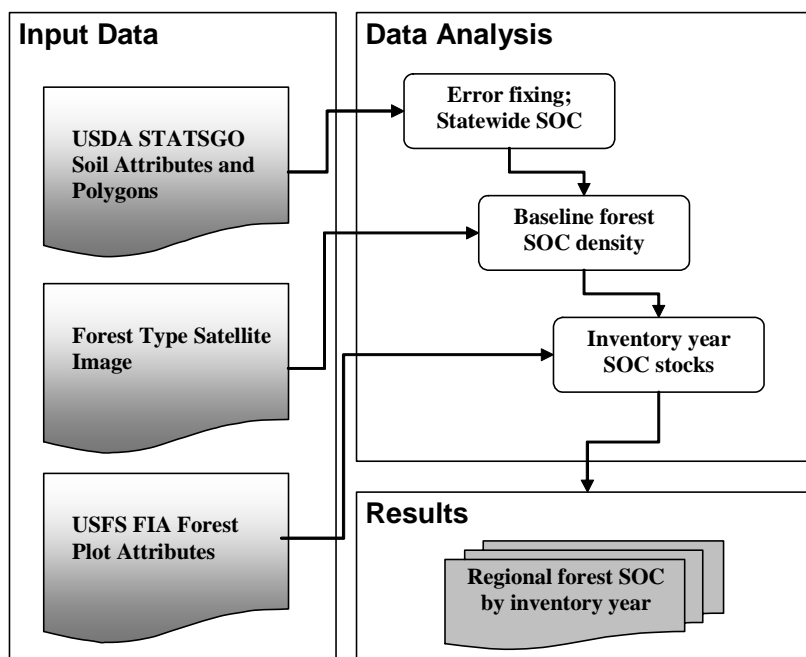 Input Data
USDA STATSGO
Soil Attributes and
Polygons
Forest Type Satellite
Image
USFS FIA Forest
Plot Attributes
Data Analysis
Error fixing;
Statewide SOC
Baseline forest
SOC density
Inventory year
SOC stocks
Results
Regional forest SOC
by inventory year